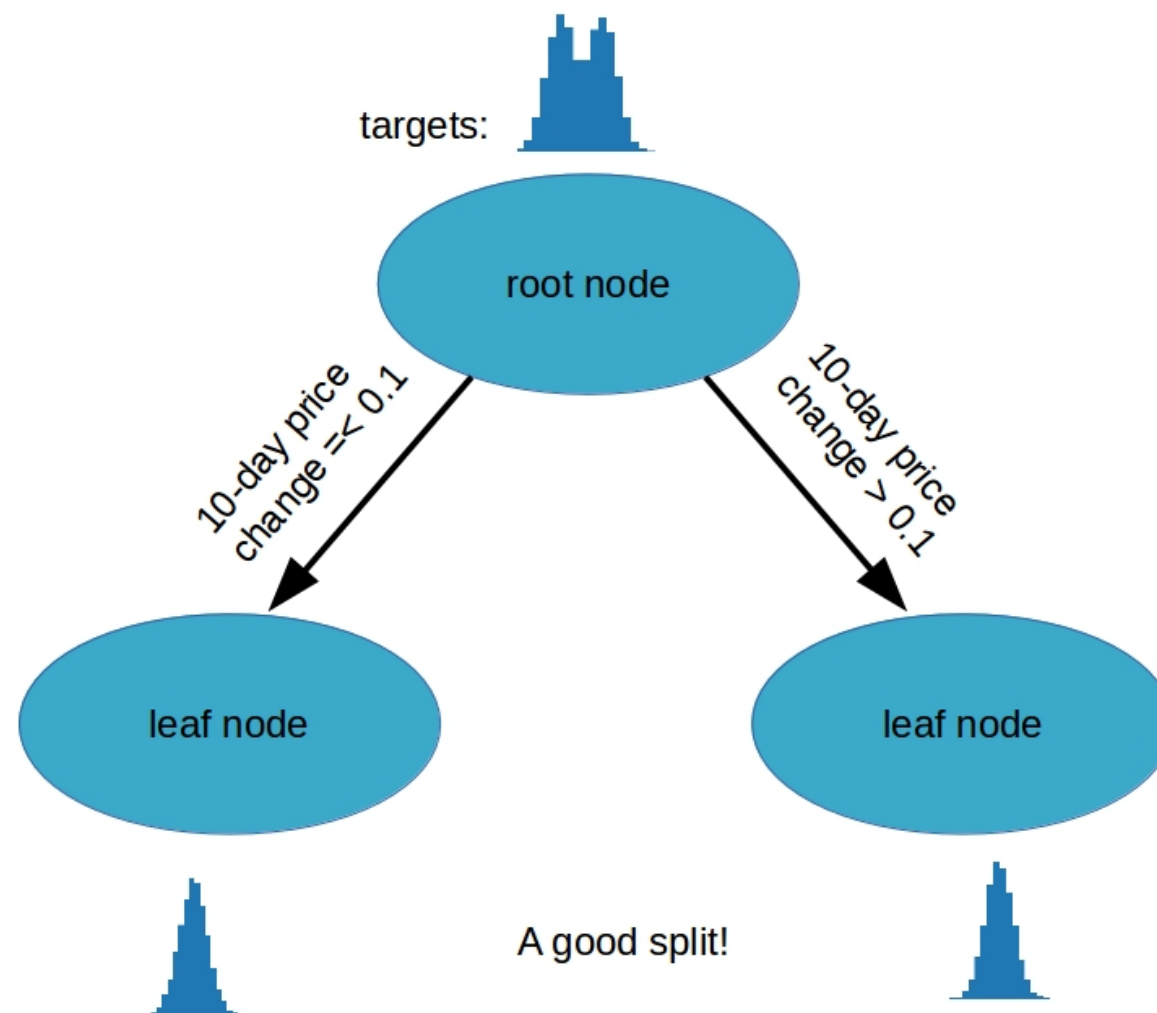 targets:
root node
10-day price
change =< 0.1
10-day price
change > 0.1
leaf node
leaf node
A good split!